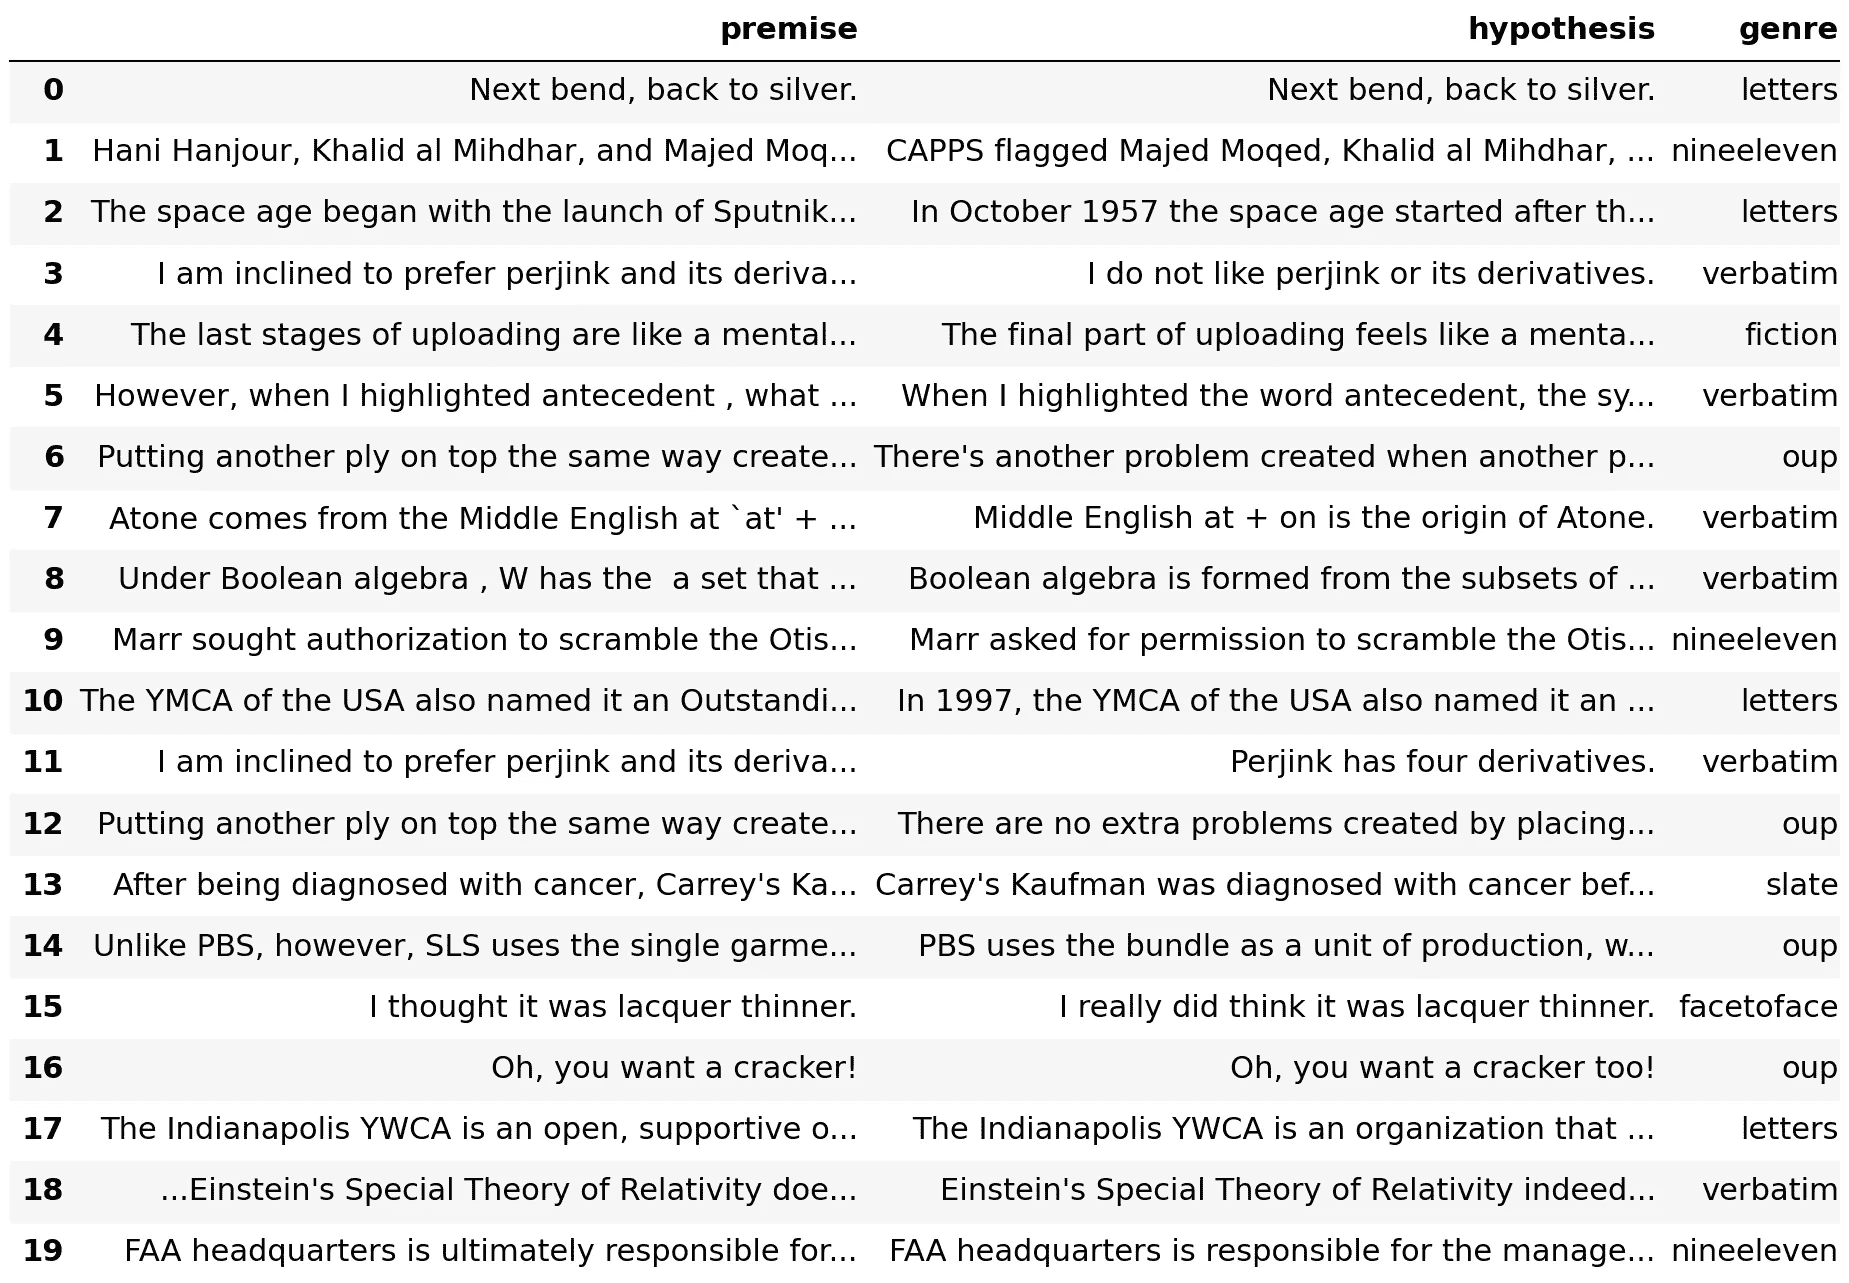 premise hypothesis genre
0 Next bend, back to silver. Next bend, back to silver. letters
1 Hani Hanjour, Khalid al Mihdhar, and Majed Moq... CAPPS flagged Majed Moqed, Khalid al Mihdhar, ... nineeleven
2 The space age began with the launch of Sputnik... In October 1957 the space age started after th... letters
3 I am inclined to prefer perjink and its deriva... I do not like perjink or its derivatives. verbatim
4 The last stages of uploading are like a mental... The final part of uploading feels like a menta... fiction
5 However, when I highlighted antecedent , what ... When I highlighted the word antecedent, the sy... verbatim
6 Putting another ply on top the same way create... There's another problem created when another p... oup
7 Atone comes from the Middle English at `at' + ... Middle English at + on is the origin of Atone. verbatim
8 Under Boolean algebra , W has the  a set that ... Boolean algebra is formed from the subsets of ... verbatim
9 Marr sought authorization to scramble the Otis... Marr asked for permission to scramble the Otis... nineeleven
10 The YMCA of the USA also named it an Outstandi... In 1997, the YMCA of the USA also named it an ... letters
11 I am inclined to prefer perjink and its deriva... Perjink has four derivatives. verbatim
12 Putting another ply on top the same way create... There are no extra problems created by placing... oup
13 After being diagnosed with cancer, Carrey's Ka... Carrey's Kaufman was diagnosed with cancer bef... slate
14 Unlike PBS, however, SLS uses the single garme... PBS uses the bundle as a unit of production, w... oup
15 I thought it was lacquer thinner. I really did think it was lacquer thinner. facetoface
16 Oh, you want a cracker! Oh, you want a cracker too! oup
17 The Indianapolis YWCA is an open, supportive o... The Indianapolis YWCA is an organization that ... letters
18 ...Einstein's Special Theory of Relativity doe... Einstein's Special Theory of Relativity indeed... verbatim
19 FAA headquarters is ultimately responsible for... FAA headquarters is responsible for the manage... nineeleven